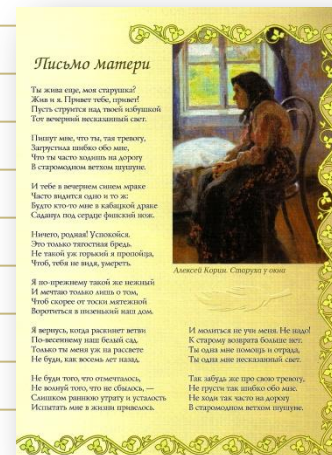 Письмо матери
Ты жива еще, моя старушка?
Жив и я. Привет тебе, привет!
Пусть струится над твоей избушкой
Тот вечерний несказанный свет.
Пишут мне, что ты, тая тревогу,
Загрустила шибко обо мне,
Что ты часто ходишь на дорогу
В старомодном ветхом шушуне.
И тебе в вечернем синем мраке
Часто видится одно и то ж:
Будто кто-то мне в кабацкой драке
Саданул под сердце финский нож.
Ничего, родная! Успокойся.
Это только тягостная бредь.
Не такой уж горький я пропойца,
Чтоб, тебя не видя, умереть.
Я по-прежнему такой же нежный
И мечтаю только лишь о том,
Чтоб скорее от тоски мятежной
Воротиться в низенький наш дом.
Я вернусь, когда раскинет ветви
По-весеннему наш белый сад.
Только ты меня уж на рассвете
Не буди, как восемь лет назад.
Не буди того, что отмечталось,
Не волнуй того, что не сбылось, —
Слишком раннюю утрату и усталость
Испытать мне в жизни привелось.
Алексей Корин. Старуха у окна
И молиться не учи меня. Не надо!
К старому возврата больше нет.
Ты одна мне помощь и отрада,
Ты одна мне несказанный свет.
Так забудь же про свою тревогу,
Не грусти так шибко обо мне.
Не ходи так часто на дорогу
В старомодном ветхом шушуне.